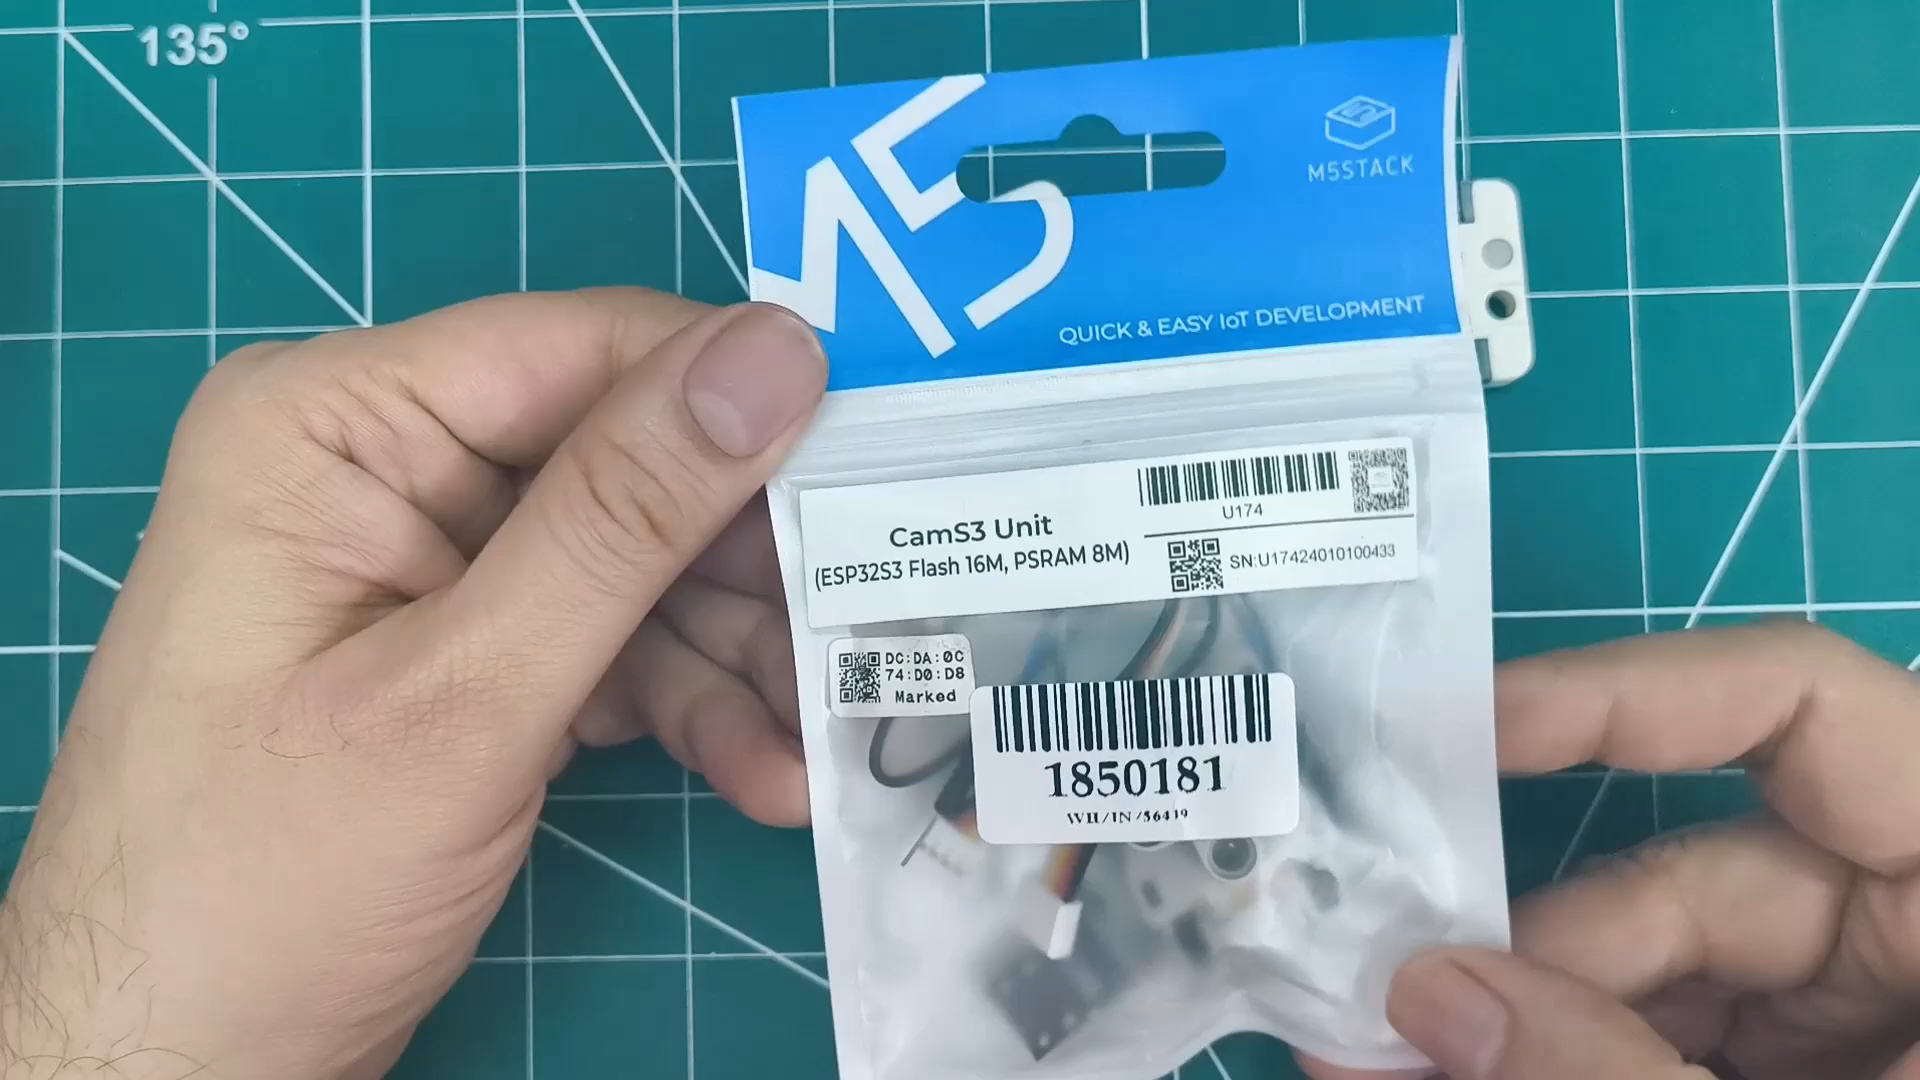 135°
M5
M5STACK
QUICK & EASY IoT DEVELOPMENT
CamS3 Unit
(ESP32S3 Flash 16M, PSRAM 8M)
U174
SN:U17424010100433
DC:DA:0C
74:D0:D8
Marked
1850181
WH/IN/56419